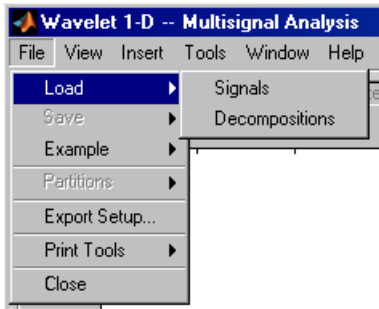 Wavelet 1-D -- Multisignal Analysis
File View Insert Tools Window Help
Load
Signals
Save
Decompositions
Example
Partitions
Export Setup...
Print Tools
Close